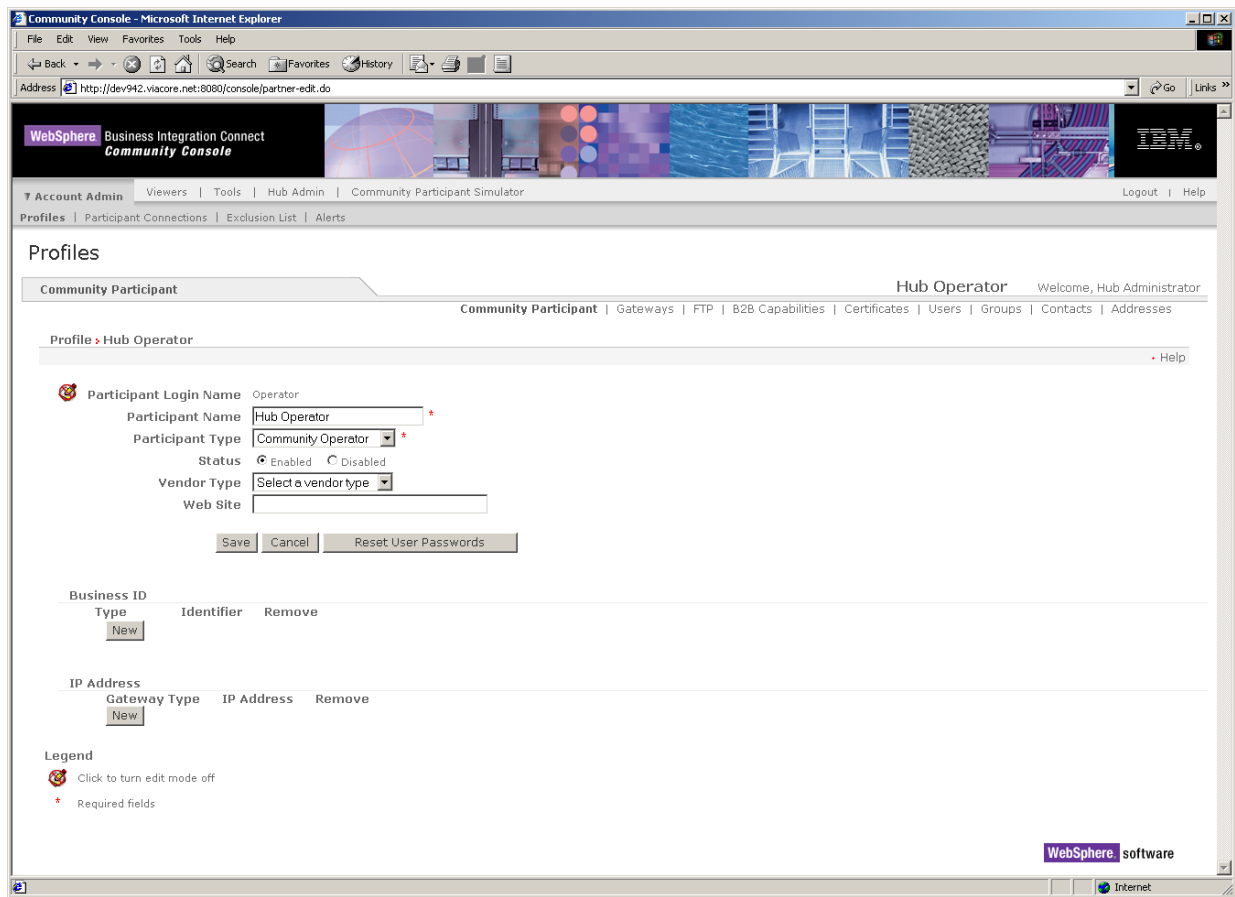 Community Console - Microsoft Internet Explorer
File Edit View Favorites Tools Help
Back Search Favorites History
Address http://dev942.viacore.net:8080/console/partner-edit.do Go Links »
WebSphere Business Integration Connect
Community Console
IBM®
Account Admin Viewers | Tools | Hub Admin | Community Participant Simulator Logout | Help
Profiles | Participant Connections | Exclusion List | Alerts
Profiles
Community Participant Hub Operator Welcome, Hub Administrator
Community Participant | Gateways | FTP | B2B Capabilities | Certificates | Users | Groups | Contacts | Addresses
Profile > Hub Operator
• Help
Participant Login Name Operator
Participant Name Hub Operator *
Participant Type Community Operator *
Status Enabled Disabled
Vendor Type Select a vendor type
Web Site
Save Cancel Reset User Passwords
Business ID
Type Identifier Remove
New
IP Address
Gateway Type IP Address Remove
New
Legend
Click to turn edit mode off
* Required fields
WebSphere. software
Internet